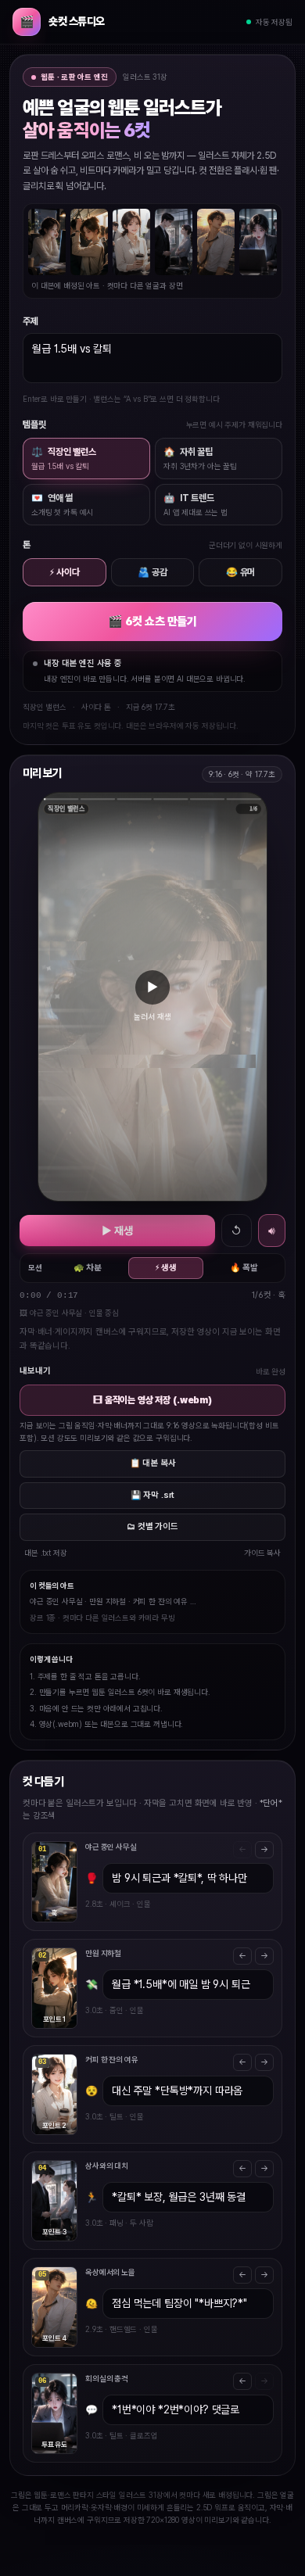 🎬 숏컷 스튜디오
자동 저장됨
웹툰·로판 아트 엔진 일러스트 31장
예쁜 얼굴의 웹툰 일러스트가
살아 움직이는 6컷
로판 드레스부터 오피스 로맨스, 비 오는 밤까지 — 일러스트 자체가 2.5D
로 살아 숨 쉬고, 비트마다 카메라가 밀고 당깁니다. 컷 전환은 플래시·휩 팬·
글리치로 휙 넘어갑니다.
이 대본에 배정된 아트 · 컷마다 다른 얼굴과 장면
주제
월급 1.5배 vs 칼퇴
Enter로 바로 만들기 · 밸런스는 "A vs B"로 쓰면 더 정확합니다
템플릿 누르면 예시 주제가 채워집니다
⚖️ 직장인 밸런스
월급 1.5배 vs 칼퇴
🏠 자취 꿀팁
자취 3년차가 아는 꿀팁
💌 연애 썰
소개팅 첫 카톡 예시
🤖 IT 트렌드
AI 앱 제대로 쓰는 법
톤 군더더기 없이 시원하게
⚡ 사이다 🫂 공감 😂 유머
🎬 6컷 쇼츠 만들기
내장 대본 엔진 사용 중
내장 엔진이 바로 만듭니다. 서버를 붙이면 AI 대본으로 바뀝니다.
직장인 밸런스 · 사이다 톤 · 지금 6컷 17.7초
마지막 컷은 투표 유도 컷입니다. 대본은 브라우저에 자동 저장됩니다.
미리보기 9:16 · 6컷 · 약 17.7초
직장인 밸런스 1/6
▶
눌러서 재생
▶ 재생
모션 🐢 차분 ⚡ 생생 🔥 폭발
0:00 / 0:17 1/6컷 · 훅
🖼 야근 중인 사무실 · 인물 중심
자막·배너·게이지까지 캔버스에 구워지므로, 저장한 영상이 지금 보이는 화면
과 똑같습니다.
내보내기 바로 완성
🎞 움직이는 영상 저장 (.webm)
지금 보이는 그림 움직임·자막·배너까지 그대로 9:16 영상으로 녹화됩니다(합성 비트
포함). 모션 강도도 미리보기와 같은 값으로 구워집니다.
📋 대본 복사
💾 자막 .srt
🗂 컷별 가이드
대본 .txt 저장 가이드 복사
이 컷들의 아트
야근 중인 사무실 · 만원 지하철 · 커피 한 잔의 여유 …
이렇게 씁니다
1. 주제를 한 줄 적고 톤을 고릅니다.
2. 만들기를 누르면 웹툰 일러스트 6컷이 바로 재생됩니다.
3. 마음에 안 드는 컷만 아래에서 고칩니다.
4. 영상(.webm) 또는 대본으로 그대로 꺼냅니다.
컷 다듬기
컷마다 붙은 일러스트가 보입니다 · 자막을 고치면 화면에 바로 반영 · *단어*
는 강조색
01 야근 중인 사무실 ← →
🥊 밤 9시 퇴근과 *칼퇴*, 딱 하나만
2.8초 · 셰이크 · 인물
02 만원 지하철 ← →
💸 월급 *1.5배*에 매일 밤 9시 퇴근
포인트 1
3.0초 · 줌인 · 인물
03 커피 한 잔의 여유 ← →
😵 대신 주말 *단톡방*까지 따라옴
포인트 2
3.0초 · 틸트 · 인물
04 상사와의 대치 ← →
🏃 *칼퇴* 보장, 월급은 3년째 동결
포인트 3
3.0초 · 패닝 · 두 사람
05 옥상에서의 노을 ← →
🫠 점심 먹는데 팀장이 "*바쁘지?*"
포인트 4
2.9초 · 핸드헬드 · 인물
06 회의실의 충격 ← →
💬 *1번*이야 *2번*이야? 댓글로
투표 유도
3.0초 · 틸트 · 클로즈업
그림은 웹툰·로맨스 판타지 스타일 일러스트 31장에서 컷마다 새로 배정됩니다. 그림은 얼굴
은 그대로 두고 머리카락·옷자락·배경이 미세하게 흔들리는 2.5D 워프로 움직이고, 자막·배
너까지 캔버스에 구워지므로 저장한 720×1280 영상이 미리보기와 같습니다.